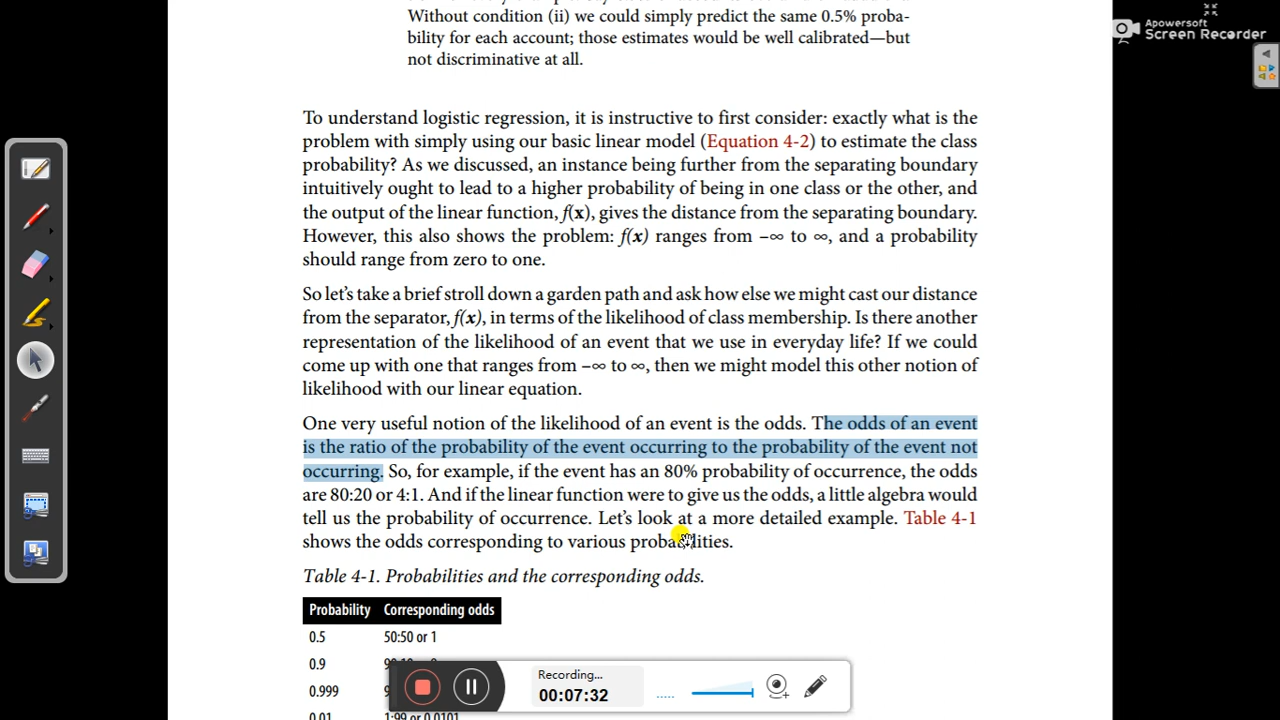 Without condition (ii) we could simply predict the same 0.5% proba-
bility for each account; those estimates would be well calibrated—but
not discriminative at all.
Apowersoft
Screen Recorder
To understand logistic regression, it is instructive to first consider: exactly what is the
problem with simply using our basic linear model (Equation 4-2) to estimate the class
probability? As we discussed, an instance being further from the separating boundary
intuitively ought to lead to a higher probability of being in one class or the other, and
the output of the linear function, f(x), gives the distance from the separating boundary.
However, this also shows the problem: f(x) ranges from –∞ to ∞, and a probability
should range from zero to one.
So let's take a brief stroll down a garden path and ask how else we might cast our distance
from the separator, f(x), in terms of the likelihood of class membership. Is there another
representation of the likelihood of an event that we use in everyday life? If we could
come up with one that ranges from –∞ to ∞, then we might model this other notion of
likelihood with our linear equation.
One very useful notion of the likelihood of an event is the odds. The odds of an event
is the ratio of the probability of the event occurring to the probability of the event not
occurring. So, for example, if the event has an 80% probability of occurrence, the odds
are 80:20 or 4:1. And if the linear function were to give us the odds, a little algebra would
tell us the probability of occurrence. Let's look at a more detailed example. Table 4-1
shows the odds corresponding to various probabilities.
Table 4-1. Probabilities and the corresponding odds.
Probability Corresponding odds
0.5 50:50 or 1
0.9
0.999
0.01 1:99 or 0.0101
Recording...
00:07:32